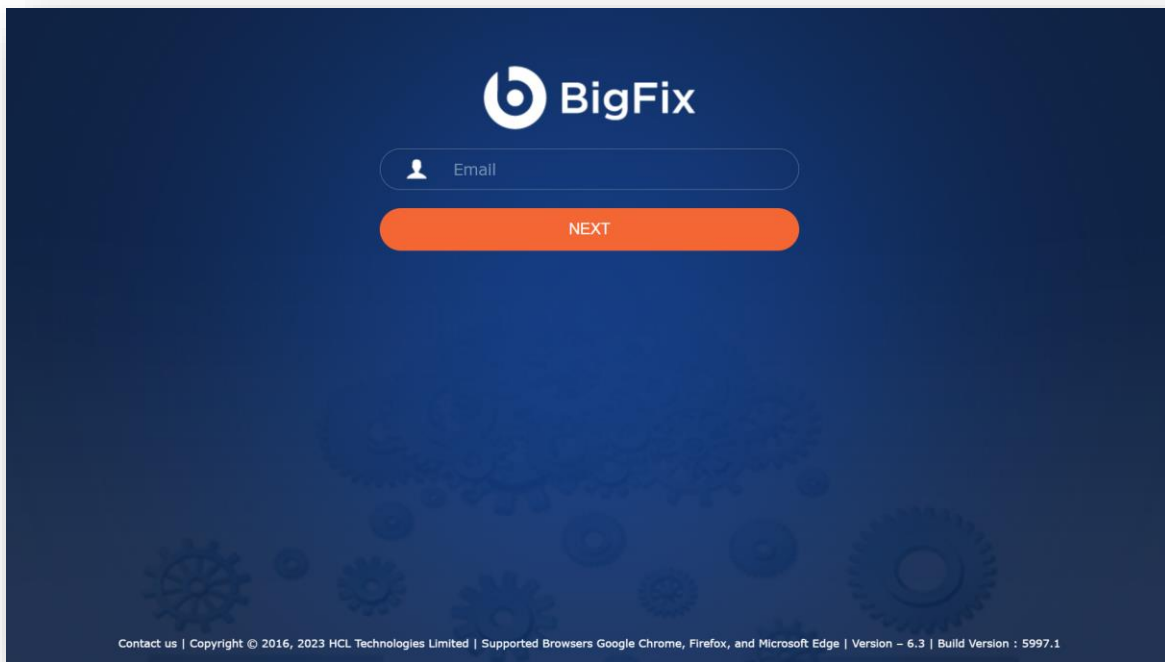 BigFix
Email
NEXT
Contact us | Copyright © 2016, 2023 HCL Technologies Limited | Supported Browsers Google Chrome, Firefox, and Microsoft Edge | Version – 6.3 | Build Version : 5997.1